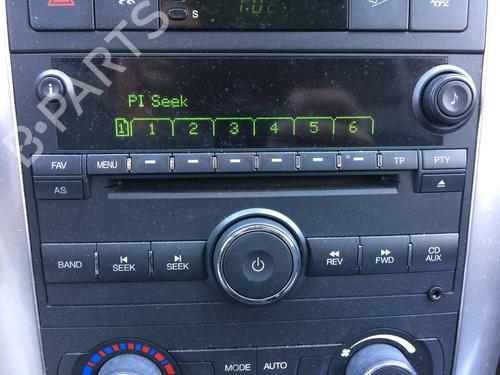 S
PI Seek
1 1 2 3 4 5 6
FAV MENU TP PTY
AS
BAND SEEK SEEK REV FWD CD AUX
MODE AUTO
B-PARTS